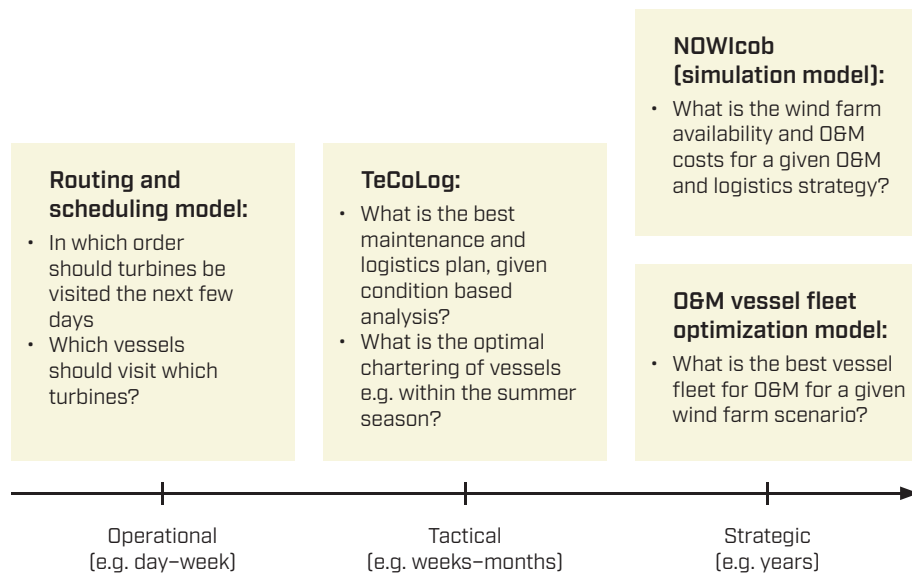 Routing and
scheduling model:
• In which order
should turbines be
visited the next few
days
• Which vessels
should visit which
turbines?
TeCoLog:
• What is the best
maintenance and
logistics plan, given
condition based
analysis?
• What is the optimal
chartering of vessels
e.g. within the summer
season?
NOWIcob
(simulation model):
• What is the wind farm
availability and O&M
costs for a given O&M
and logistics strategy?
O&M vessel fleet
optimization model:
• What is the best vessel
fleet for O&M for a given
wind farm scenario?
Operational
(e.g. day–week)
Tactical
(e.g. weeks–months)
Strategic
(e.g. years)